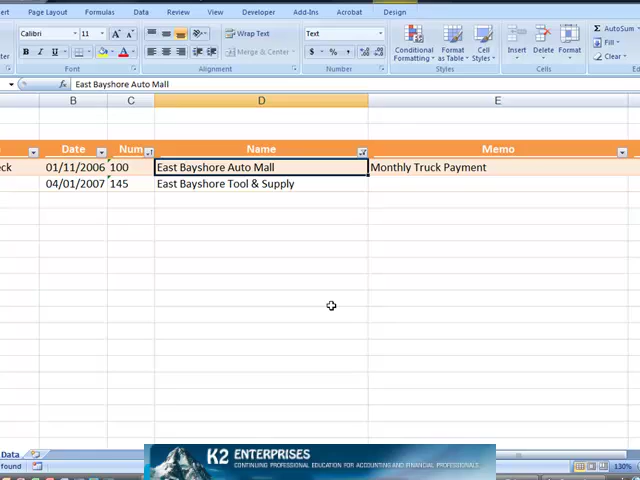 sert Page Layout Formulas Data Review View Developer Add-Ins Acrobat Design
Calibri 11 A A Wrap Text Text AutoSum
B I U A Merge & Center $ % , Conditional Formatting Format as Table Cell Styles Insert Delete Format Fill
Clear
Font Alignment Number Styles Cells
fx East Bayshore Auto Mall
B C D E
Date Num Name Memo
eck 01/11/2006 100 East Bayshore Auto Mall Monthly Truck Payment
04/01/2007 145 East Bayshore Tool & Supply
Data
found 130%
K2 ENTERPRISES
CONTINUING PROFESSIONAL EDUCATION FOR ACCOUNTING AND FINANCIAL PROFESSIONALS